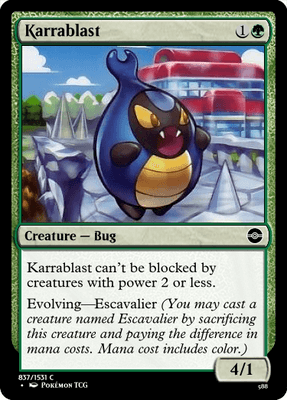 Karrablast 1
Creature — Bug
Karrablast can't be blocked by
creatures with power 2 or less.
Evolving—Escavalier (You may cast a
creature named Escavalier by sacrificing
this creature and paying the difference in
mana costs. Mana cost includes color.)
4/1
837/1531 C
• Pokémon TCG
s88